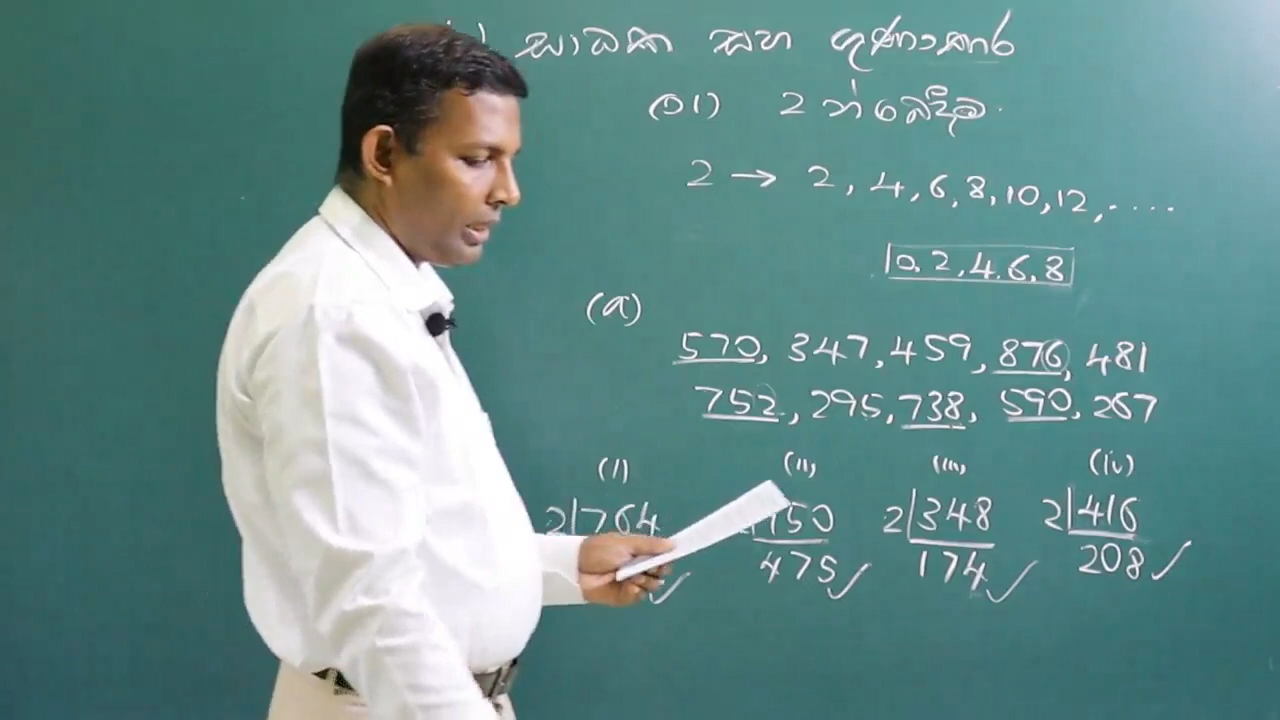 සාධක සහ ගුණාකාර
(01) 2 න් බෙදීම.
2 → 2, 4, 6, 8, 10, 12, .....
0, 2, 4, 6, 8
(a)
570, 347, 459, 876, 481
752, 295, 738, 590, 267
(i) (ii) (iii) (iv)
2 764 50 2 348 2 416
475 ✓ 174 ✓ 208 ✓